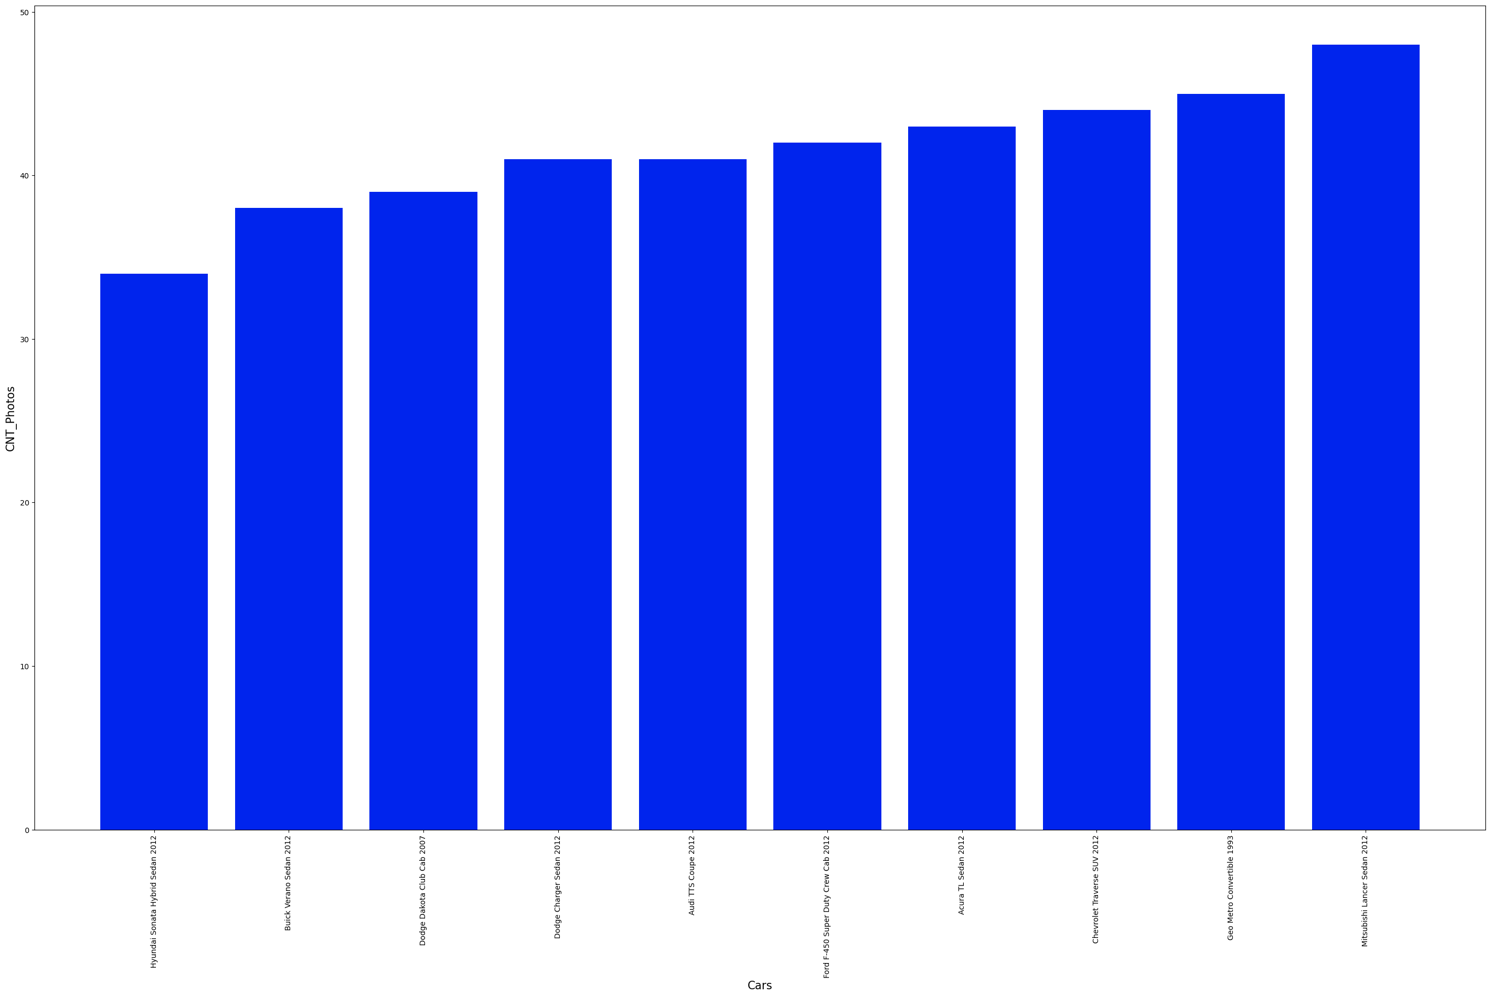 50
40
30
20
10
0
CNT_Photos
Hyundai Sonata Hybrid Sedan 2012
Buick Verano Sedan 2012
Dodge Dakota Club Cab 2007
Dodge Charger Sedan 2012
Audi TTS Coupe 2012
Ford F-450 Super Duty Crew Cab 2012
Acura TL Sedan 2012
Chevrolet Traverse SUV 2012
Geo Metro Convertible 1993
Mitsubishi Lancer Sedan 2012
Cars